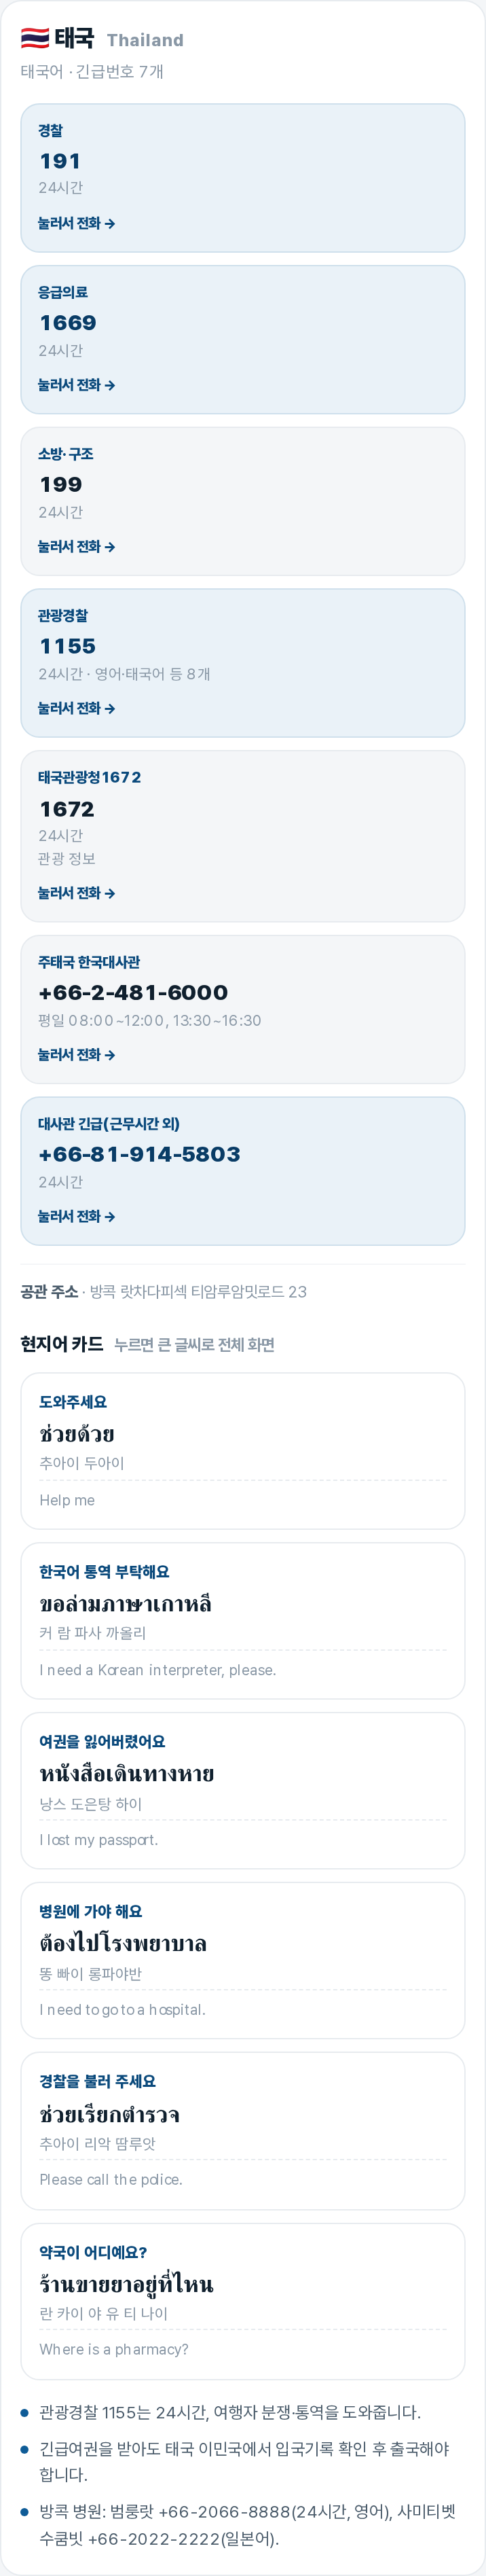 🇹🇭 태국 Thailand
태국어 · 긴급번호 7개
경찰
191
24시간
눌러서 전화 →
응급의료
1669
24시간
눌러서 전화 →
소방·구조
199
24시간
눌러서 전화 →
관광경찰
1155
24시간 · 영어·태국어 등 8개
눌러서 전화 →
태국관광청 1672
1672
24시간
관광 정보
눌러서 전화 →
주태국 한국대사관
+66-2-481-6000
평일 08:00~12:00, 13:30~16:30
눌러서 전화 →
대사관 긴급(근무시간 외)
+66-81-914-5803
24시간
눌러서 전화 →
공관 주소 · 방콕 랏차다피섹 티암루암밋로드 23
현지어 카드 누르면 큰 글씨로 전체 화면
도와주세요
ช่วยด้วย
추아이 두아이
Help me
한국어 통역 부탁해요
ขอล่ามภาษาเกาหลี
커 람 파사 까올리
I need a Korean interpreter, please.
여권을 잃어버렸어요
หนังสือเดินทางหาย
낭스 도은탕 하이
I lost my passport.
병원에 가야 해요
ต้องไปโรงพยาบาล
똥 빠이 롱파야반
I need to go to a hospital.
경찰을 불러 주세요
ช่วยเรียกตำรวจ
추아이 리악 땀루앗
Please call the police.
약국이 어디예요?
ร้านขายยาอยู่ที่ไหน
란 카이 야 유 티 나이
Where is a pharmacy?
• 관광경찰 1155는 24시간, 여행자 분쟁·통역을 도와줍니다.
• 긴급여권을 받아도 태국 이민국에서 입국기록 확인 후 출국해야
합니다.
• 방콕 병원: 범룽랏 +66-2066-8888(24시간, 영어), 사미티벳
수쿰빗 +66-2022-2222(일본어).